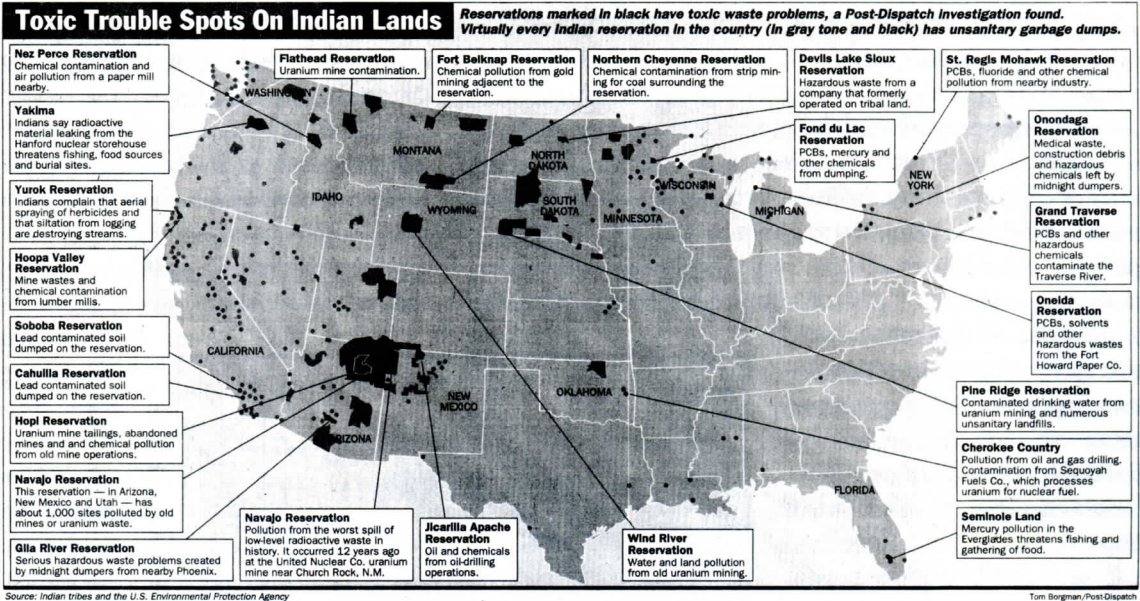 Toxic Trouble Spots On Indian Lands
Reservations marked in black have toxic waste problems, a Post-Dispatch investigation found.
Virtually every Indian reservation in the country (in gray tone and black) has unsanitary garbage dumps.
Nez Perce Reservation
Chemical contamination and
air pollution from a paper mill
nearby.
Flathead Reservation
Uranium mine contamination.
Fort Belknap Reservation
Chemical pollution from gold
mining adjacent to the
reservation.
Northern Cheyenne Reservation
Chemical contamination from strip min-
ing for coal surrounding the
reservation.
Devils Lake Sioux
Reservation
Hazardous waste from a
company that formerly
operated on tribal land.
St. Regis Mohawk Reservation
PCBs, fluoride and other chemical
pollution from nearby industry.
Yakima
Indians say radioactive
material leaking from the
Hanford nuclear storehouse
threatens fishing, food sources
and burial sites.
Fond du Lac
Reservation
PCBs, mercury and
other chemicals
from dumping.
Onondaga
Reservation
Medical waste,
construction debris
and hazardous
chemicals left by
midnight dumpers.
Yurok Reservation
Indians complain that aerial
spraying of herbicides and
that siltation from logging
are destroying streams.
Grand Traverse
Reservation
PCBs and other
hazardous
chemicals
contaminate the
Traverse River.
Hoopa Valley
Reservation
Mine wastes and
chemical contamination
from lumber mills.
Oneida
Reservation
PCBs, solvents
and other
hazardous wastes
from the Fort
Howard Paper Co.
Soboba Reservation
Lead contaminated soil
dumped on the reservation.
Cahuilla Reservation
Lead contaminated soil
dumped on the reservation.
Pine Ridge Reservation
Contaminated drinking water from
uranium mining and numerous
unsanitary landfills.
Hopi Reservation
Uranium mine tailings, abandoned
mines and and chemical pollution
from old mine operations.
Cherokee Country
Pollution from oil and gas drilling.
Contamination from Sequoyah
Fuels Co., which processes
uranium for nuclear fuel.
Navajo Reservation
This reservation — in Arizona,
New Mexico and Utah — has
about 1,000 sites polluted by old
mines or uranium waste.
Seminole Land
Mercury pollution in the
Everglades threatens fishing and
gathering of food.
Gila River Reservation
Serious hazardous waste problems created
by midnight dumpers from nearby Phoenix.
Navajo Reservation
Pollution from the worst spill of
low-level radioactive waste in
history. It occurred 12 years ago
at the United Nuclear Co. uranium
mine near Church Rock, N.M.
Jicarilla Apache
Reservation
Oil and chemicals
from oil-drilling
operations.
Wind River
Reservation
Water and land pollution
from old uranium mining.
WASHINGTON
MONTANA
NORTH
DAKOTA
IDAHO
WYOMING
SOUTH
DAKOTA
MINNESOTA
WISCONSIN
MICHIGAN
NEW
YORK
CALIFORNIA
ARIZONA
NEW
MEXICO
OKLAHOMA
FLORIDA
Source: Indian tribes and the U.S. Environmental Protection Agency
Tom Borgman/Post-Dispatch